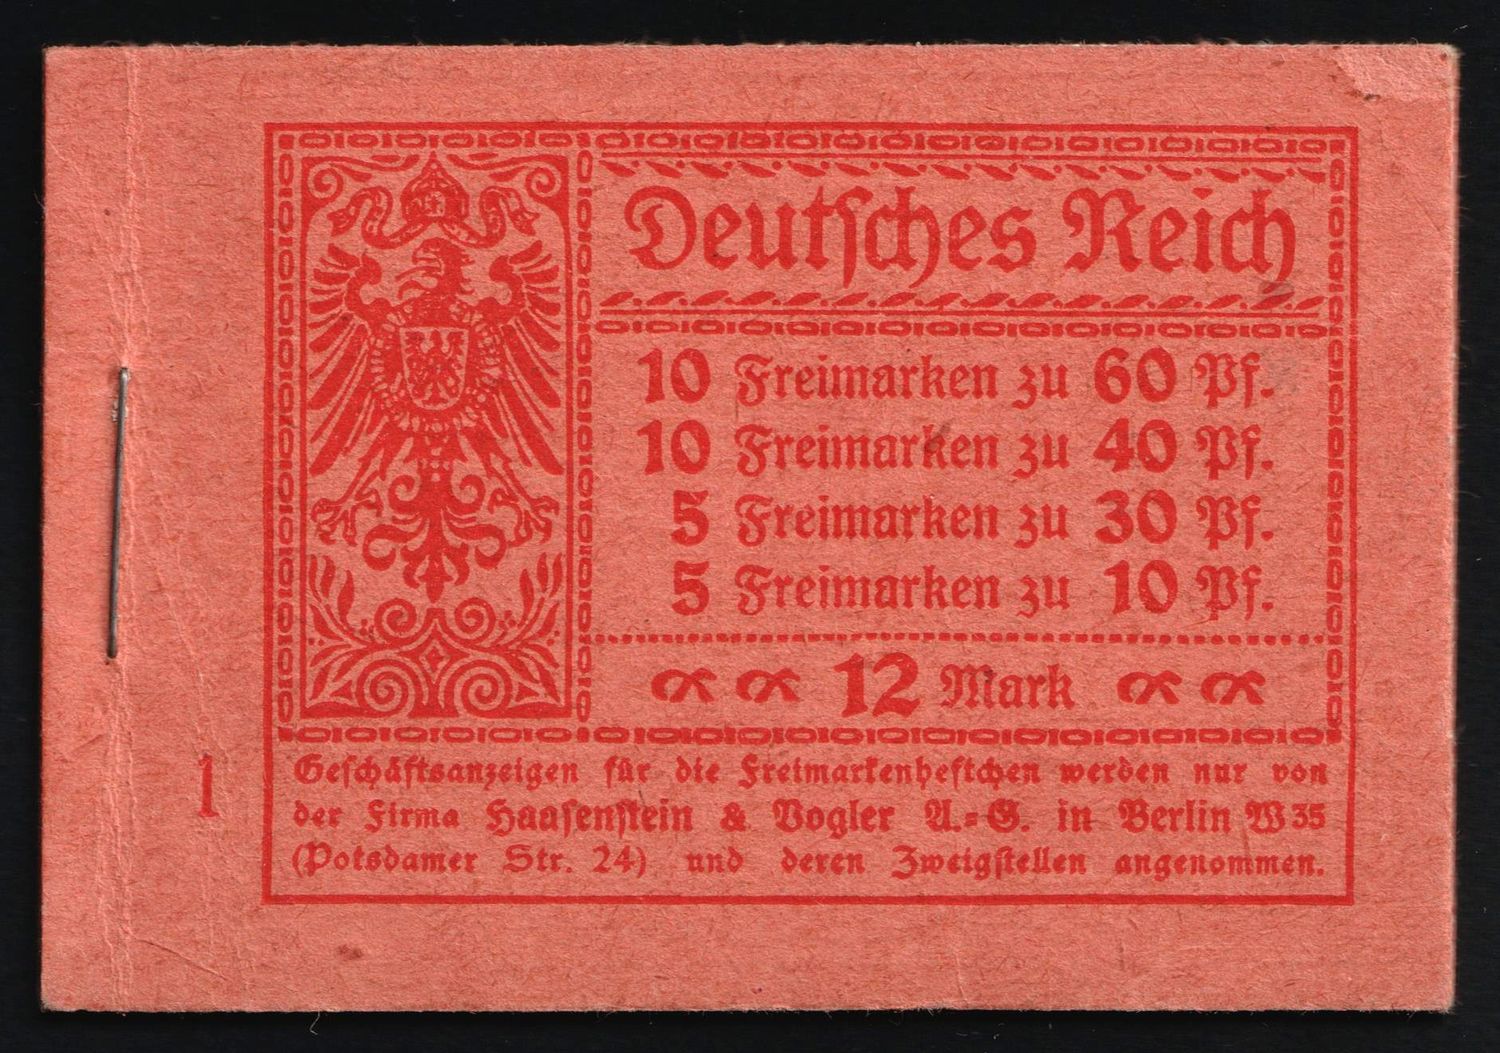 Deutsches Reich
10 Freimarken zu 60 Pf.
10 Freimarken zu 40 Pf.
5 Freimarken zu 30 Pf.
5 Freimarken zu 10 Pf.
12 Mark
1
Geschäftsanzeigen für die Freimarkenheftchen werden nur von
der Firma Haasenstein & Vogler A.=G. in Berlin W 35
(Potsdamer Str. 24) und deren Zweigstellen angenommen.